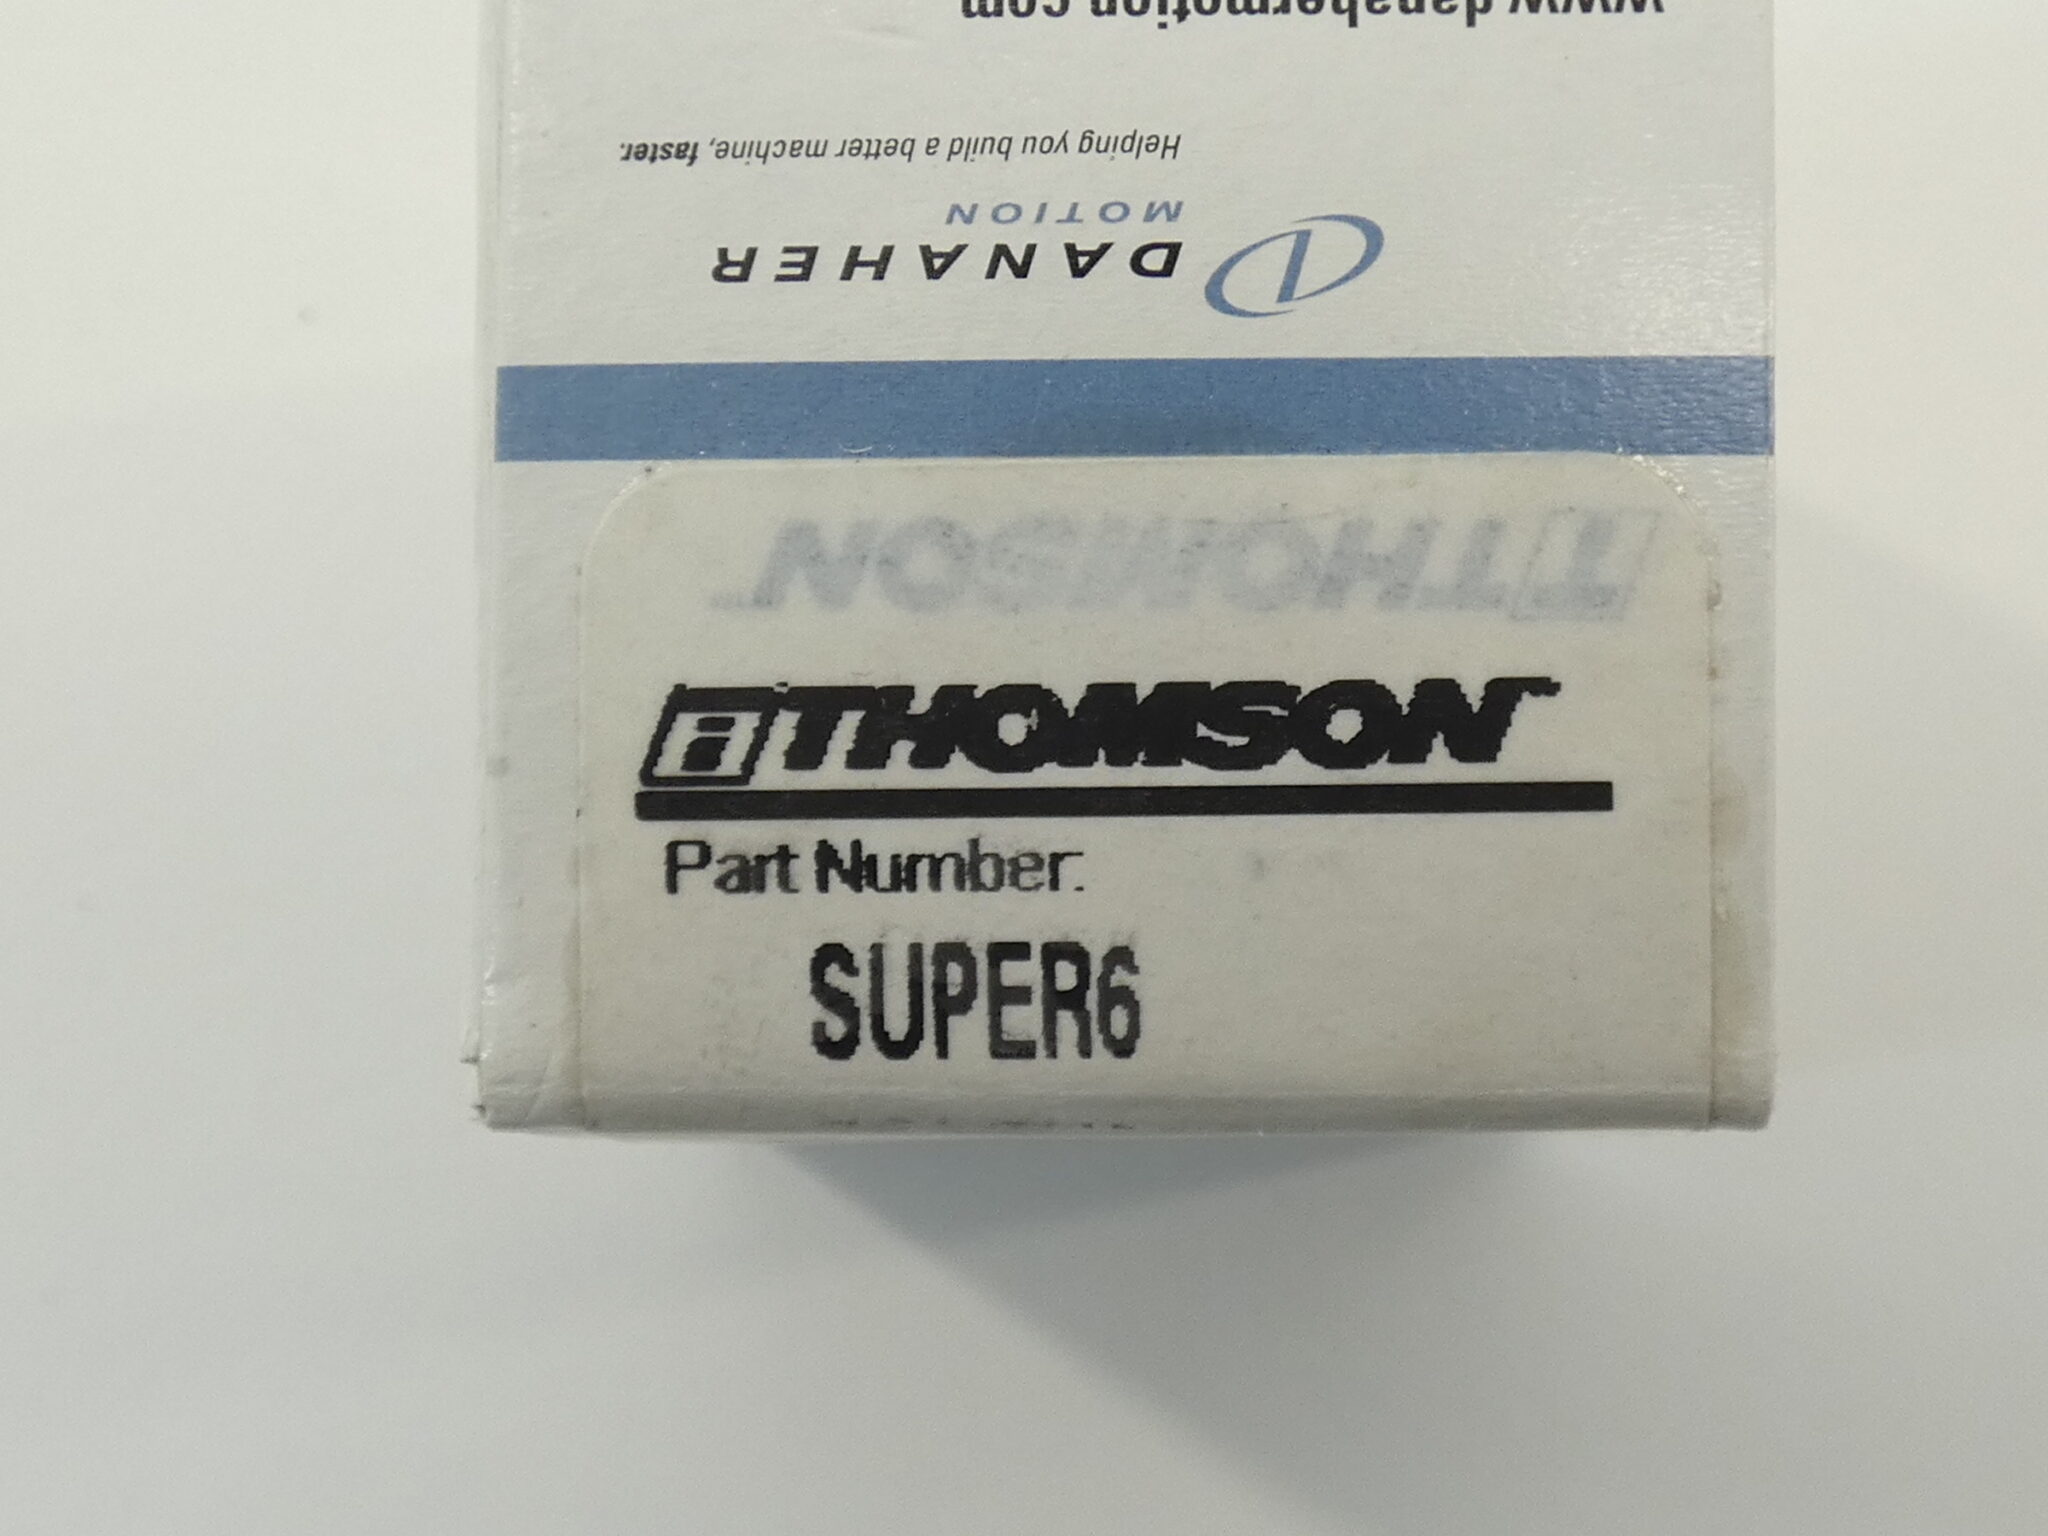 www.danahermotion.com
Helping you build a better machine, faster.
MOTION
DANAHER
THOMSON
THOMSON
Part Number:
SUPER6